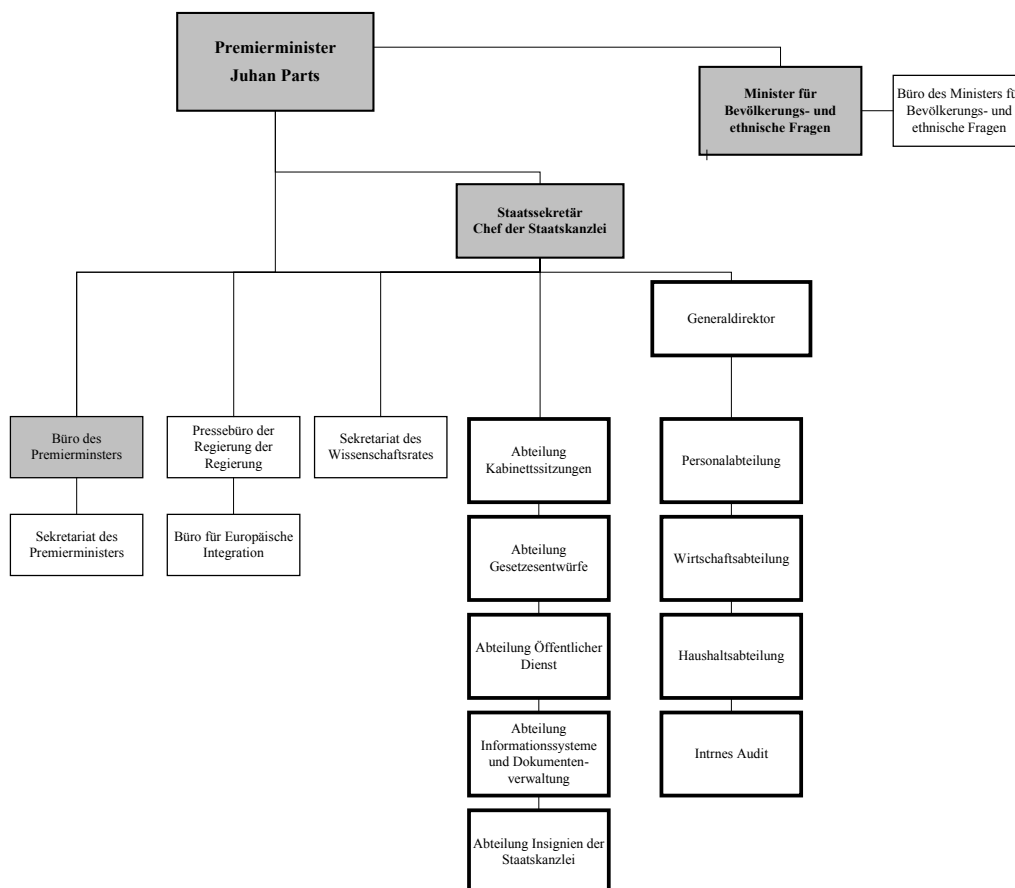 Premierminister
Juhan Parts
Minister für
Bevölkerungs- und
ethnische Fragen
Büro des Ministers fü
Bevölkerungs- und
ethnische Fragen
Staatssekretär
Chef der Staatskanzlei
Generaldirektor
Büro des
Premierminsters
Pressebüro der
Regierung der
Regierung
Sekretariat des
Wissenschaftsrates
Abteilung
Kabinettssitzungen
Personalabteilung
Sekretariat des
Premierministers
Büro für Europäische
Integration
Abteilung
Gesetzesentwürfe
Wirtschaftsabteilung
Abteilung Öffentlicher
Dienst
Haushaltsabteilung
Abteilung
Informationssysteme
und Dokumenten-
verwaltung
Intrnes Audit
Abteilung Insignien der
Staatskanzlei